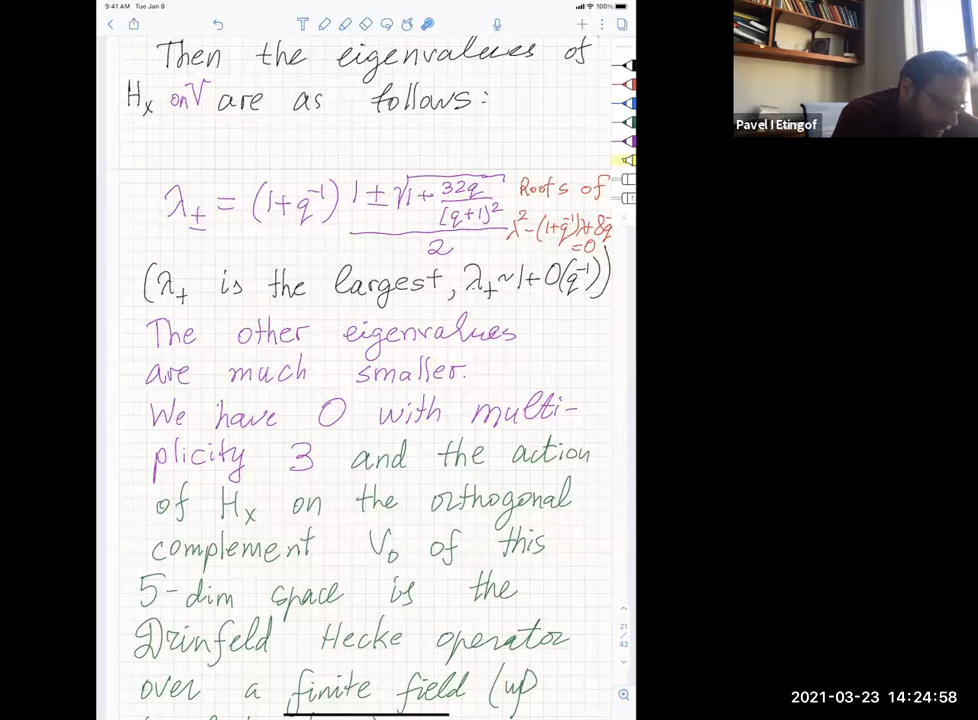 9:41 AM Tue Jan 9
100%
Then the eigenvalues of
Hₓ on V are as follows:
λ± = (1+q⁻¹) (1 ± √(1 + 32q/(q+1)²))/2
Roots of
λ² - (1+q⁻¹)λ + 8q⁻
= 0
(λ₊ is the largest, λ₊ ~ 1 + O(q⁻¹))
The other eigenvalues
are much smaller.
We have 0 with multi-
plicity 3 and the action
of Hₓ on the orthogonal
complement V₀ of this
5-dim space is the
Drinfeld Hecke operator
over a finite field (up
21
42
Pavel I Etingof
2021-03-23 14:24:58